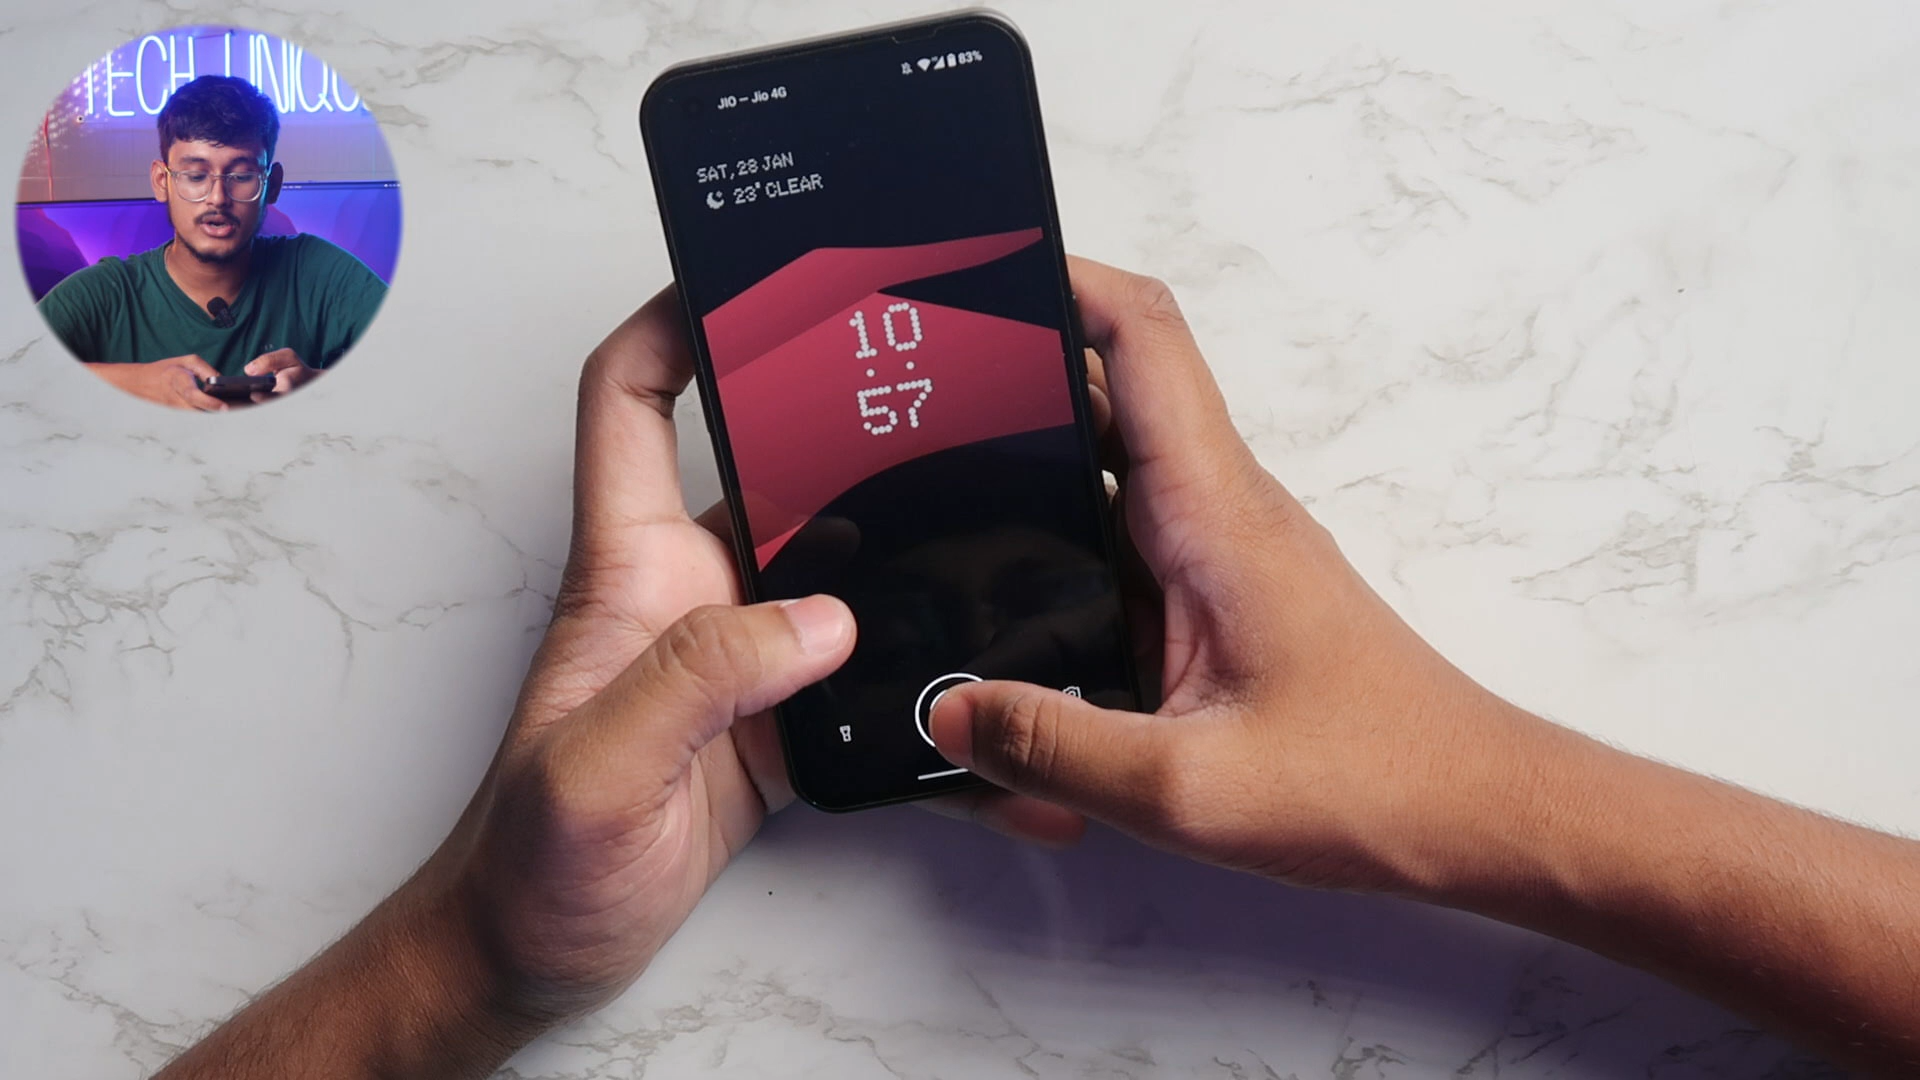 TECH UNIQU
83%
JIO — Jio 4G
SAT, 28 JAN
23° CLEAR
10
57